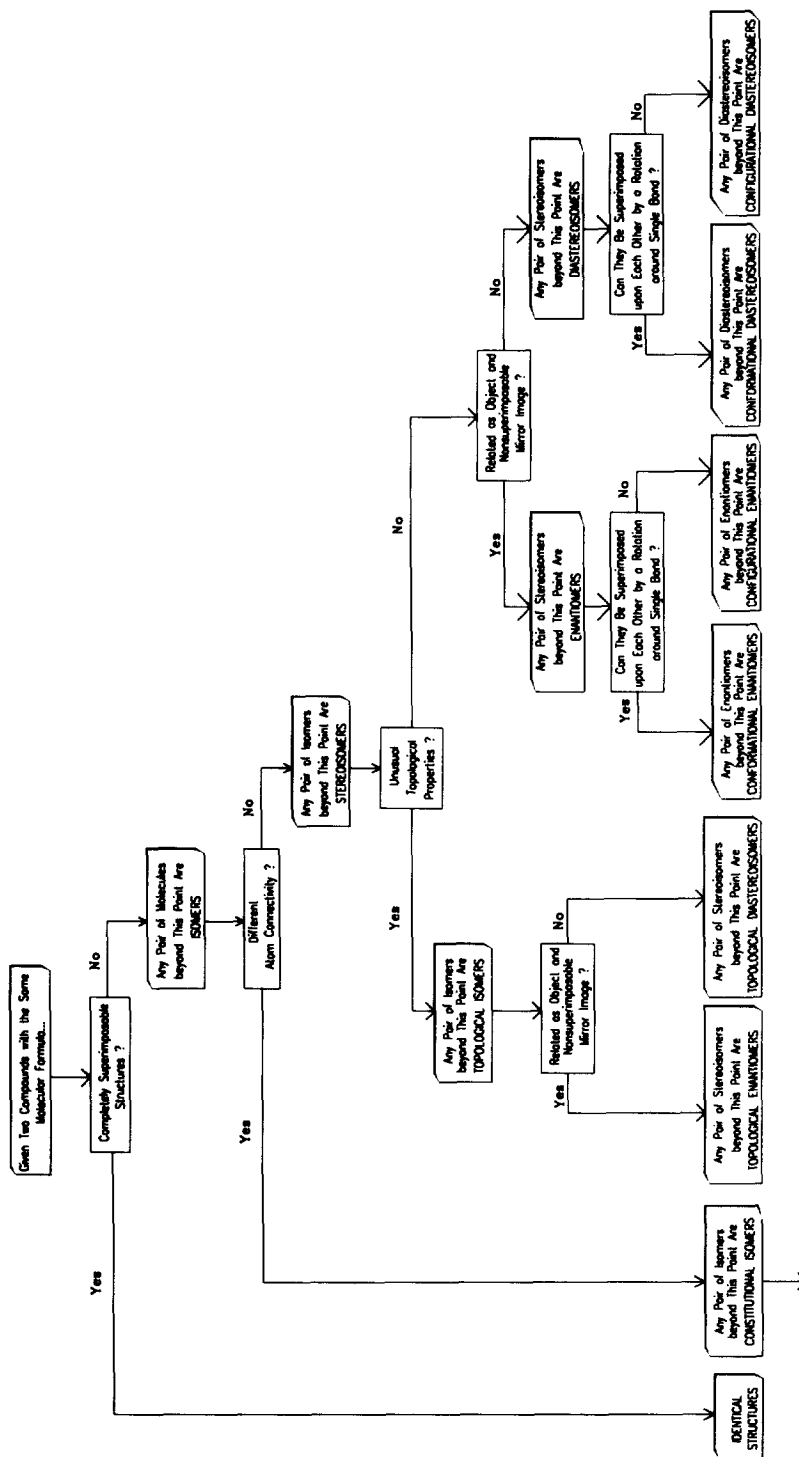 Given Two Compounds with the Same
Molecular Formula...
Completely Superimposable
Structures ?
Yes
No
Any Pair of Molecules
beyond This Point Are
ISOMERS
Different
Atom Connectivity ?
Yes
No
Any Pair of Isomers
beyond This Point Are
STEREOISOMERS
Unusual
Topological
Properties ?
Yes
No
Any Pair of Isomers
beyond This Point Are
TOPOLOGICAL ISOMERS
Related as Object and
Nonsuperimposable
Mirror Image ?
Yes
No
Related as Object and
Nonsuperimposable
Mirror Image ?
Yes
No
Any Pair of Stereoisomers
beyond This Point Are
ENANTIOMERS
Any Pair of Stereoisomers
beyond This Point Are
DIASTEREOISOMERS
Can They Be Superimposed
upon Each Other by a Rotation
around Single Bond ?
Yes
No
Can They Be Superimposed
upon Each Other by a Rotation
around Single Bond ?
Yes
No
IDENTICAL
STRUCTURES
Any Pair of Isomers
beyond This Point Are
CONSTITUTIONAL ISOMERS
Any Pair of Stereoisomers
beyond This Point Are
TOPOLOGICAL ENANTIOMERS
Any Pair of Stereoisomers
beyond This Point Are
TOPOLOGICAL DIASTEREOISOMERS
Any Pair of Enantiomers
beyond This Point Are
CONFORMATIONAL ENANTIOMERS
Any Pair of Enantiomers
beyond This Point Are
CONFIGURATIONAL ENANTIOMERS
Any Pair of Diastereoisomers
beyond This Point Are
CONFORMATIONAL DIASTEREOISOMERS
Any Pair of Diastereoisomers
beyond This Point Are
CONFIGURATIONAL DIASTEREOISOMERS